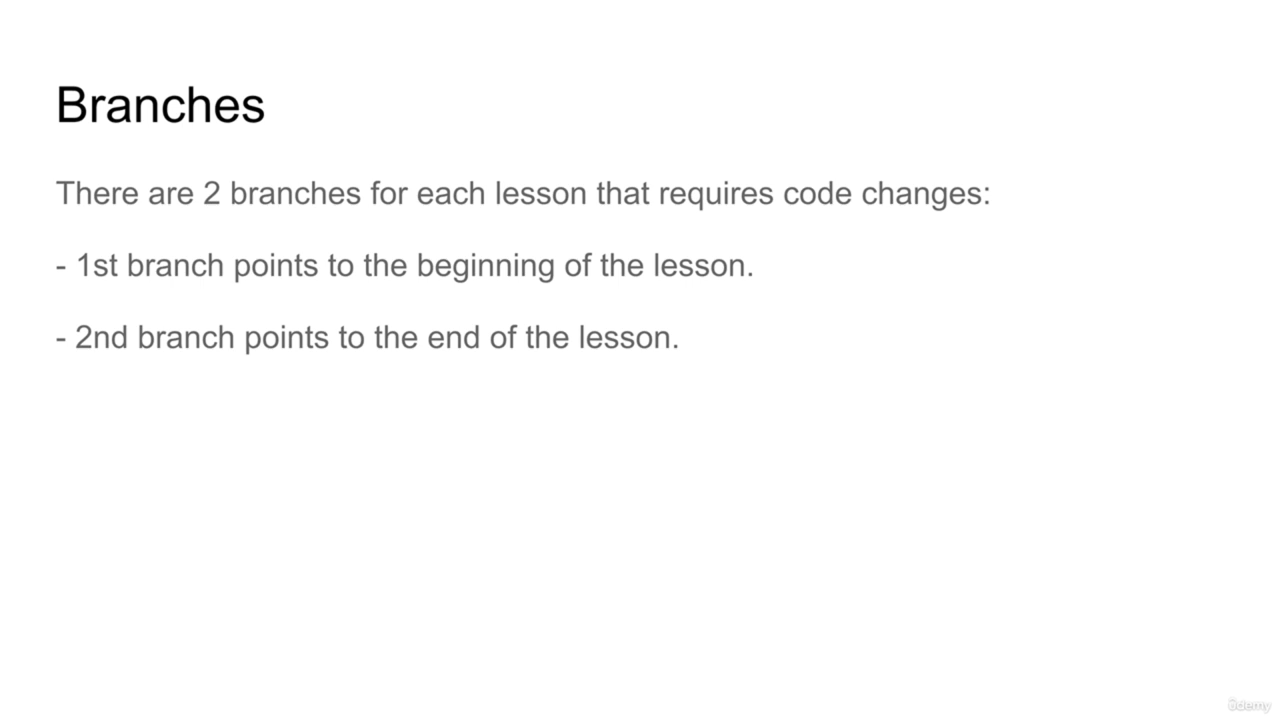 Branches
There are 2 branches for each lesson that requires code changes:
- 1st branch points to the beginning of the lesson.
- 2nd branch points to the end of the lesson.
ûdemy